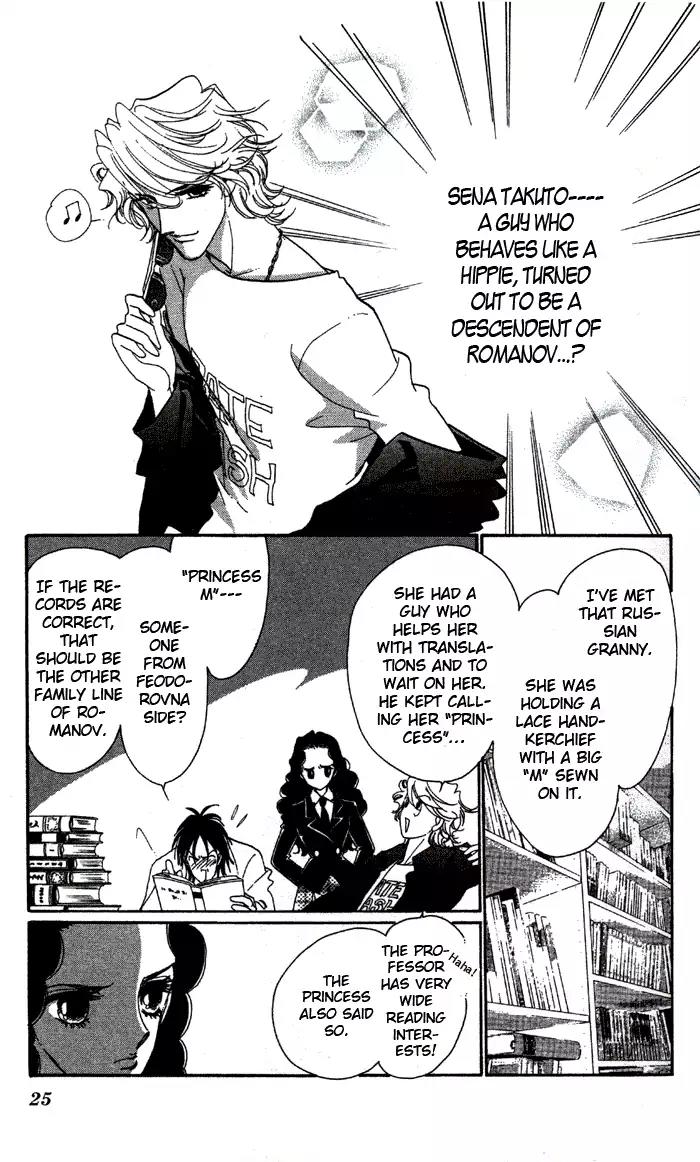 SENA TAKUTO----
A GUY WHO
BEHAVES LIKE A
HIPPIE, TURNED
OUT TO BE A
DESCENDENT OF
ROMANOV...?
I'VE MET
THAT RUS-
SIAN
GRANNY.
SHE WAS
HOLDING A
LACE HAND-
KERCHIEF
WITH A BIG
"M" SEWN
ON IT.
SHE HAD A
GUY WHO
HELPS HER
WITH TRANSLA-
TIONS AND TO
WAIT ON HER.
HE KEPT CALL-
ING HER "PRIN-
CESS"...
"PRINCESS
M"---
SOME-
ONE
FROM
FEODO-
ROVNA
SIDE?
IF THE RE-
CORDS ARE
CORRECT,
THAT
SHOULD BE
THE OTHER
FAMILY LINE
OF RO-
MANOV.
THE PRO-
FESSOR
HAS VERY
WIDE
READING
INTER-
ESTS!
Haha!
THE
PRINCESS
ALSO SAID
SO.
25